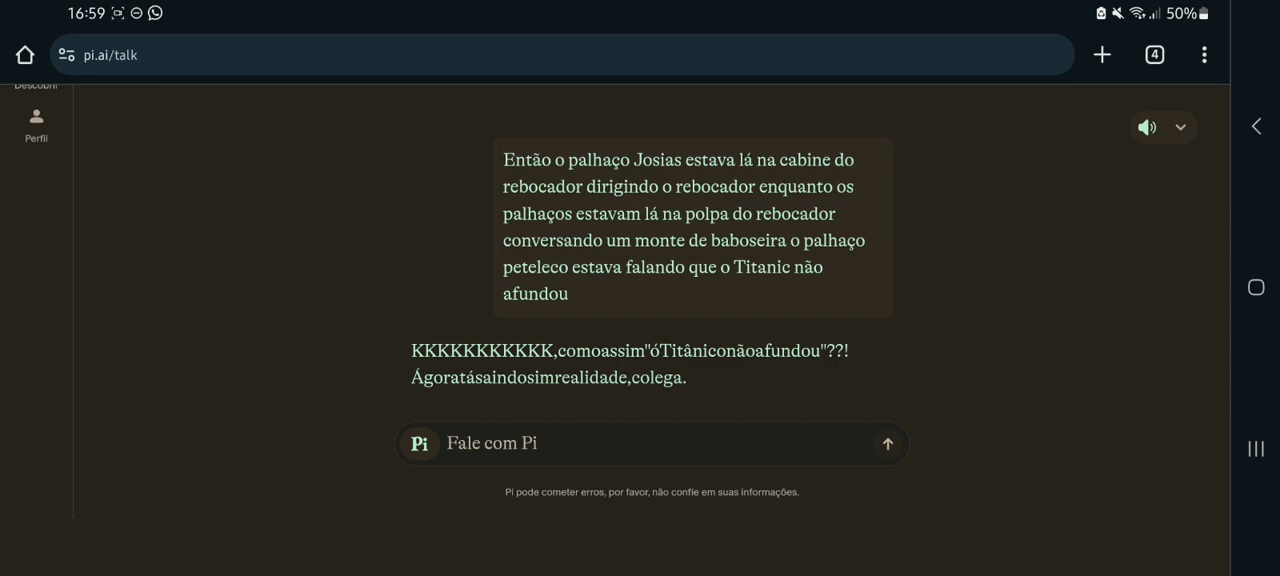 16:59
50%
pi.ai/talk
4
Descobrir
Perfil
Então o palhaço Josias estava lá na cabine do
rebocador dirigindo o rebocador enquanto os
palhaços estavam lá na polpa do rebocador
conversando um monte de baboseira o palhaço
peteleco estava falando que o Titanic não
afundou
KKKKKKKKKKK,comoassim"óTitâniconãoafundou"??!
Ágoratásaindosimrealidade,colega.
Pi Fale com Pi
Pi pode cometer erros, por favor, não confie em suas informações.